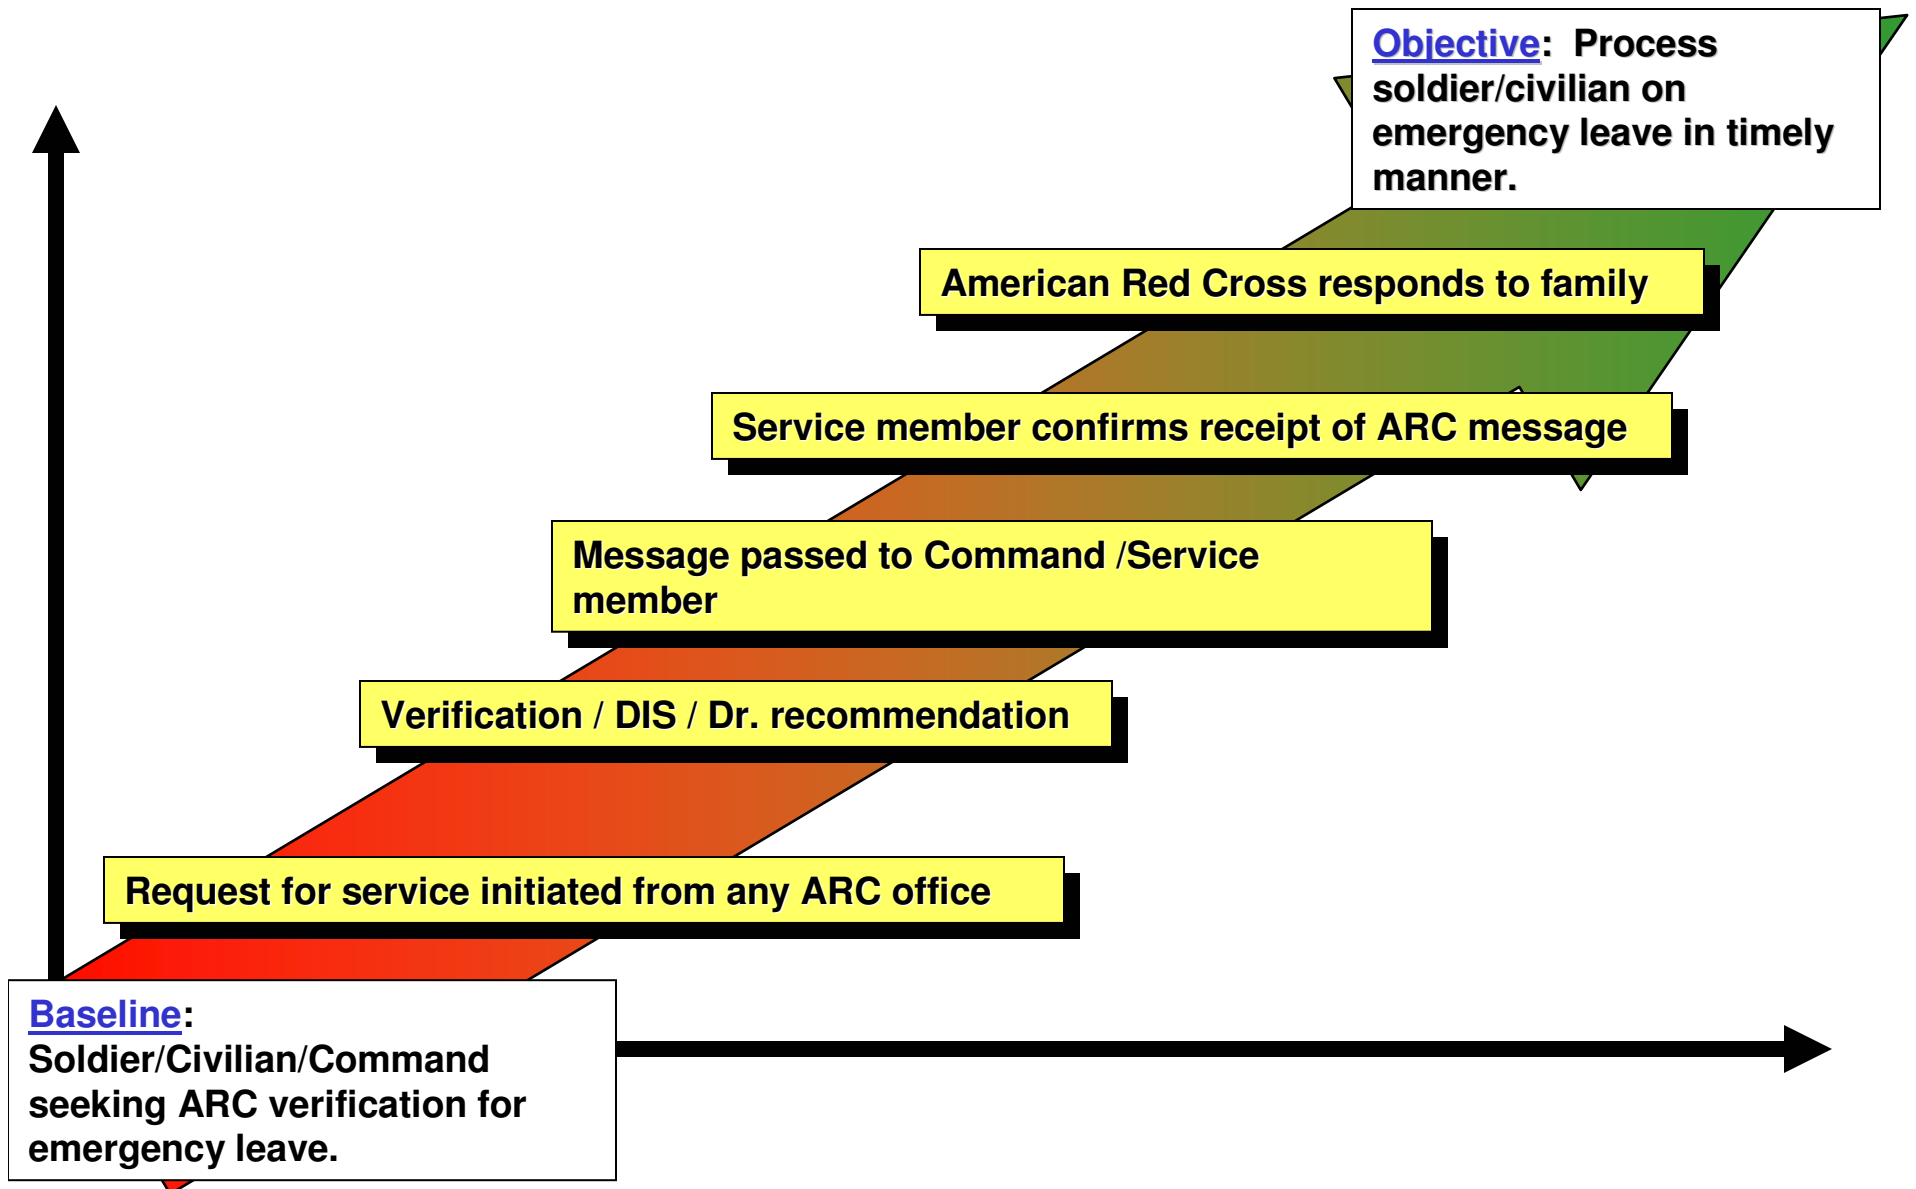 Objective:  Process
soldier/civilian on
emergency leave in timely
manner.
American Red Cross responds to family
Service member confirms receipt of ARC message
Message passed to Command /Service
member
Verification / DIS / Dr. recommendation
Request for service initiated from any ARC office
Baseline:
Soldier/Civilian/Command
seeking ARC verification for
emergency leave.